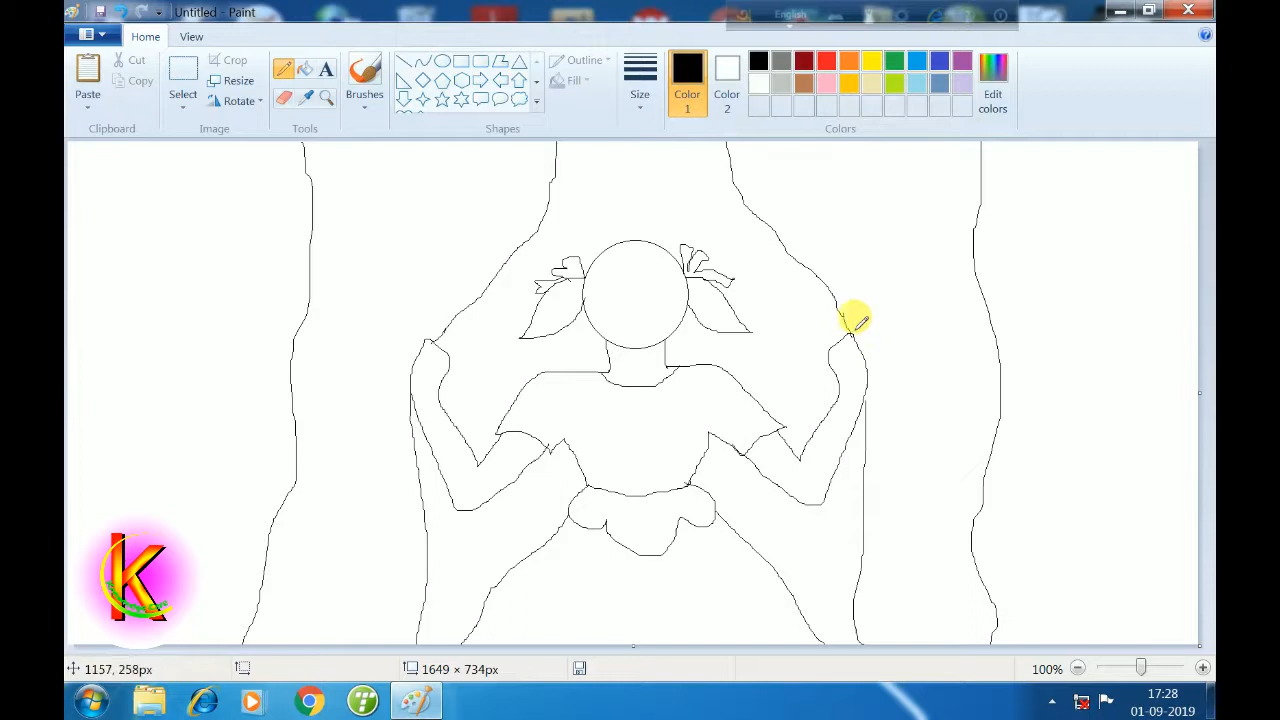 Untitled - Paint
English
Home
View
Paste
Cut
Copy
Clipboard
Select
Crop
Resize
Rotate
Image
Tools
Brushes
Shapes
Outline
Fill
Size
Color 1
Color 2
Edit colors
Colors
K
1157, 258px
1649 × 734px
100%
17:28
01-09-2019